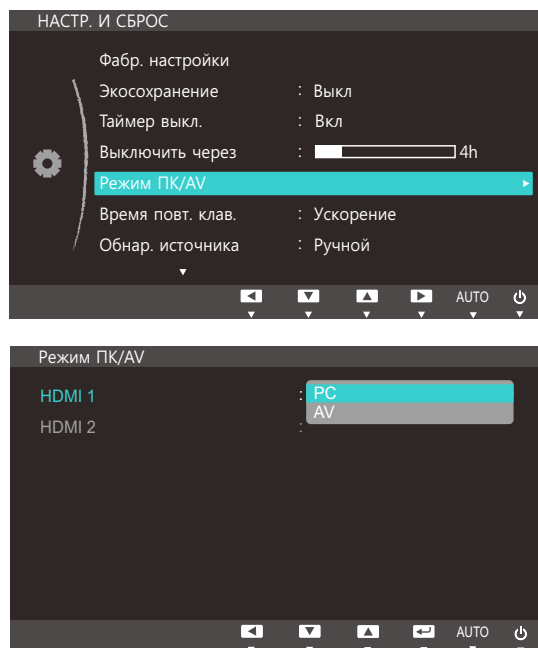 НАСТР. И СБРОС
Фабр. настройки
Экосохранение : Выкл
Таймер выкл. : Вкл
Выключить через : 4h
Режим ПК/AV
Время повт. клав. : Ускорение
Обнар. источника : Ручной
AUTO
Режим ПК/AV
HDMI 1 : PC
AV
HDMI 2 :
AUTO